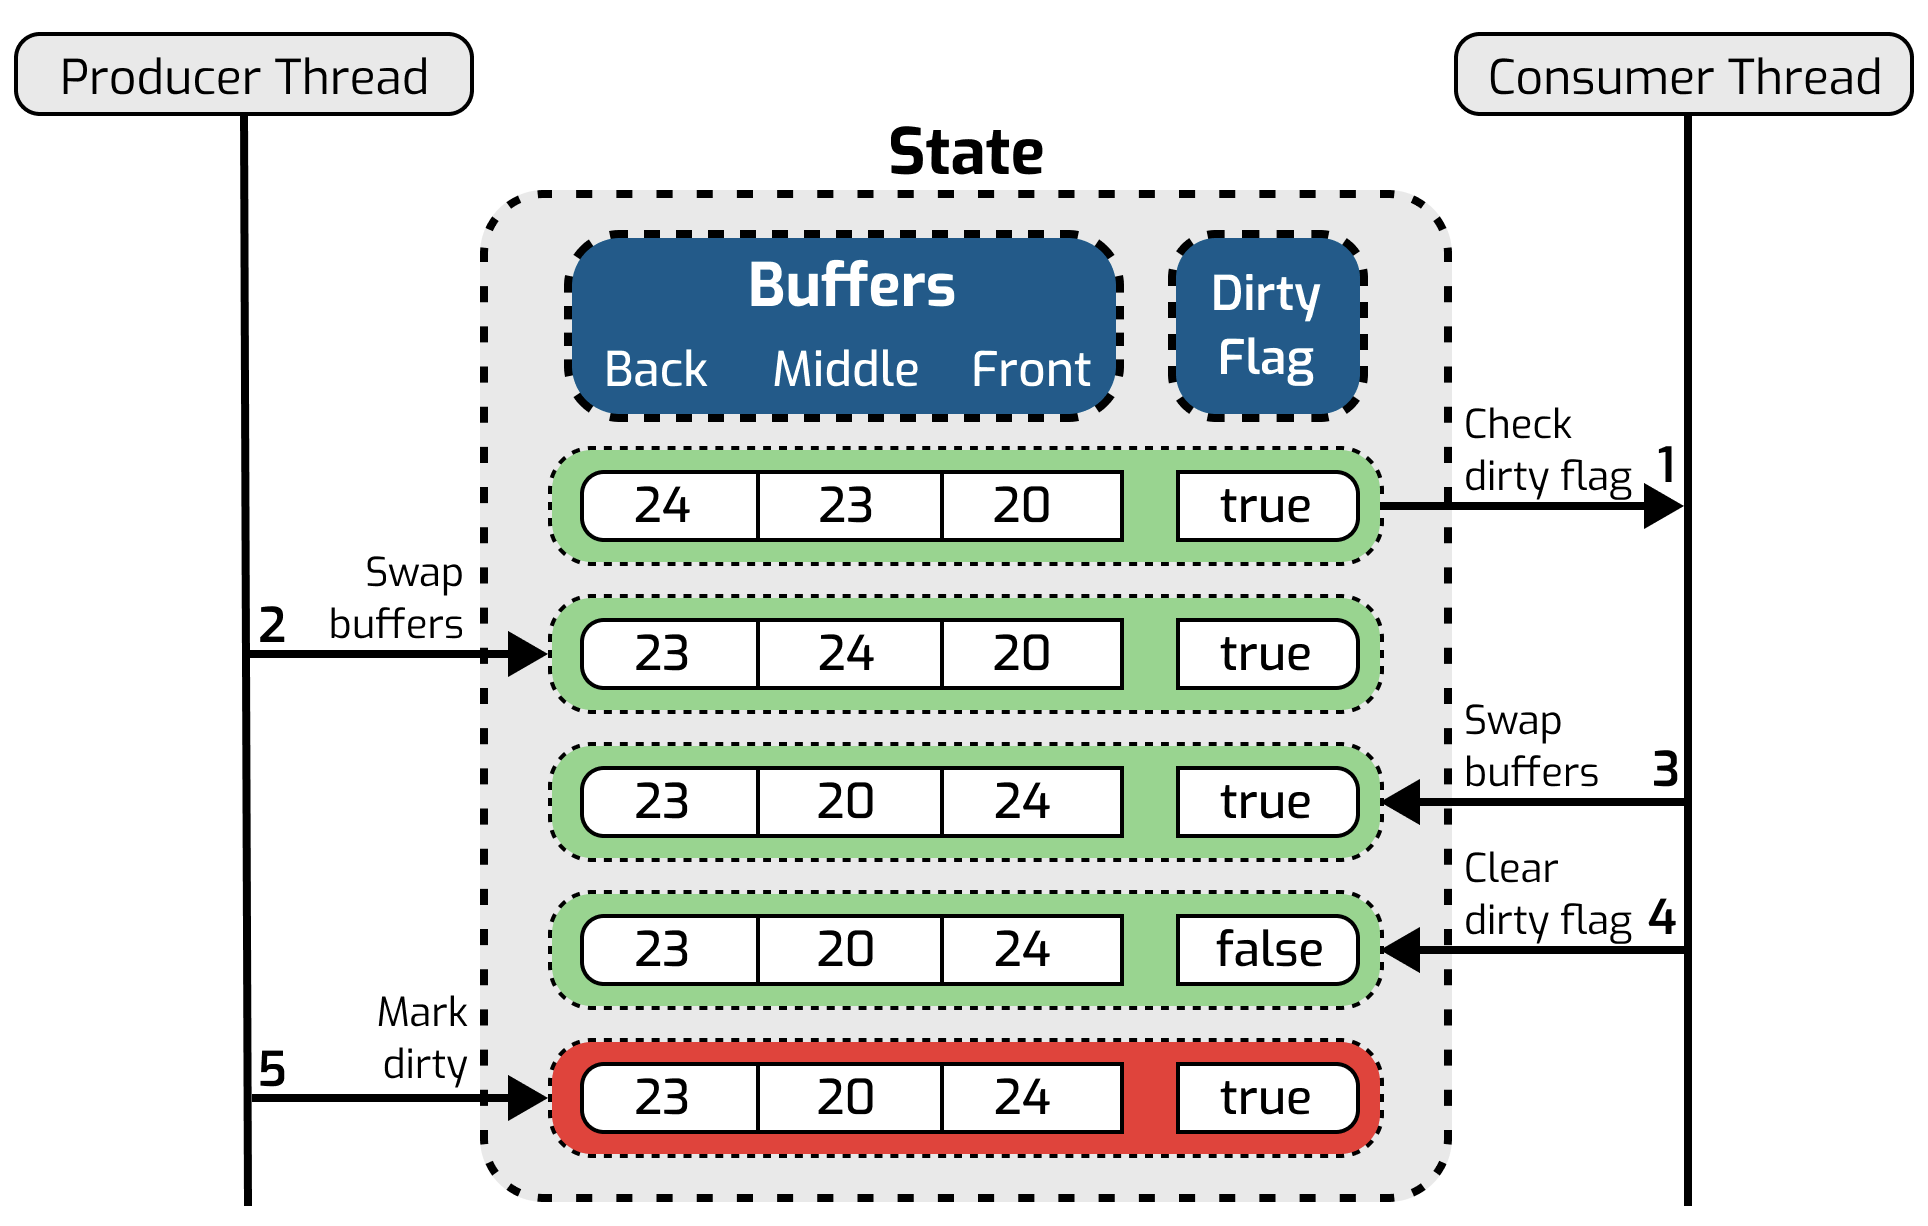 Producer Thread
Consumer Thread
State
Buffers
Back Middle Front
Dirty
Flag
Check
dirty flag 1
24 23 20 true
Swap
buffers
2
23 24 20 true
Swap
buffers 3
23 20 24 true
Clear
dirty flag 4
23 20 24 false
Mark
dirty
5
23 20 24 true